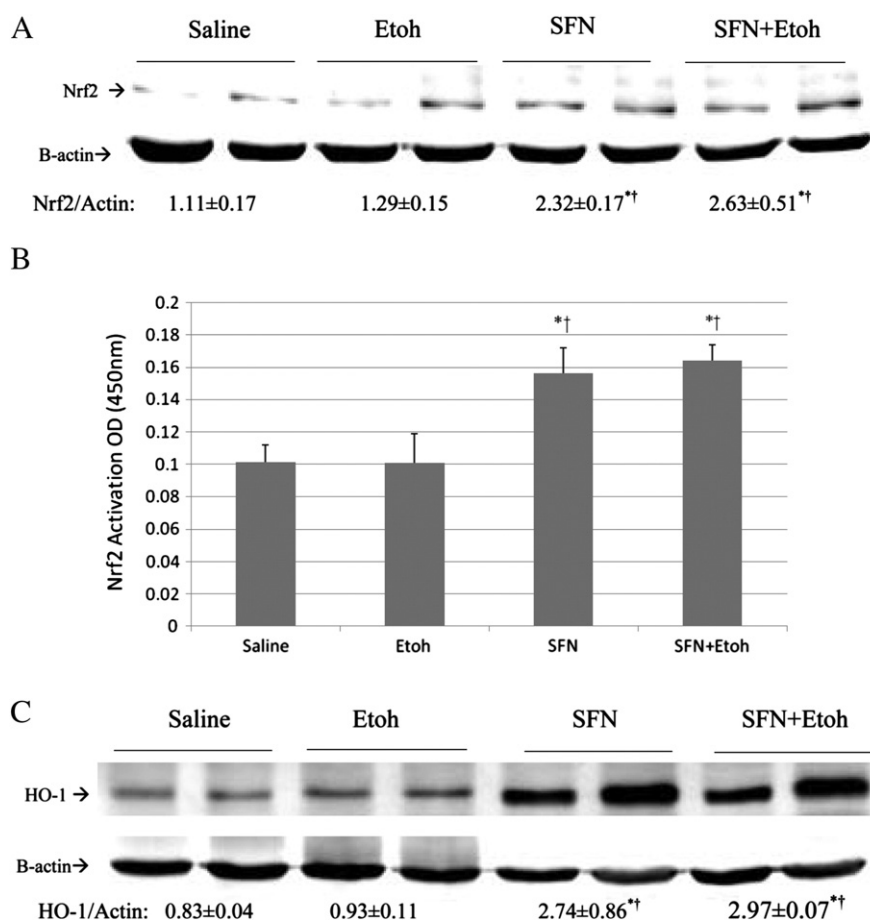 A
Saline Etoh SFN SFN+Etoh
Nrf2→
B-actin→
Nrf2/Actin: 1.11±0.17 1.29±0.15 2.32±0.17*† 2.63±0.51*†
B
Nrf2 Activation OD (450nm)
0.2
0.18
0.16
0.14
0.12
0.1
0.08
0.06
0.04
0.02
0
*† *†
Saline Etoh SFN SFN+Etoh
C
Saline Etoh SFN SFN+Etoh
HO-1 →
B-actin→
HO-1/Actin: 0.83±0.04 0.93±0.11 2.74±0.86*† 2.97±0.07*†